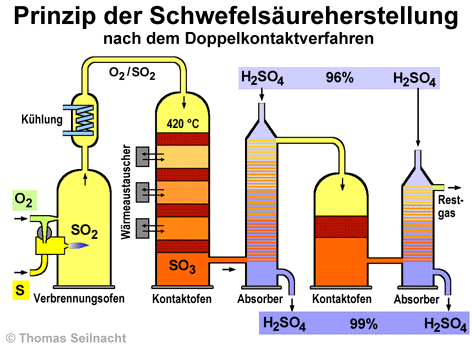 Prinzip der Schwefelsäureherstellung
nach dem Doppelkontaktverfahren
O2/SO2
H2SO4
96%
H2SO4
Kühlung
420 °C
Wärmeaustauscher
O2
SO2
S
SO3
Rest-
gas
Verbrennungsofen
Kontaktofen
Absorber
Kontaktofen
Absorber
H2SO4
99%
H2SO4
© Thomas Seilnacht